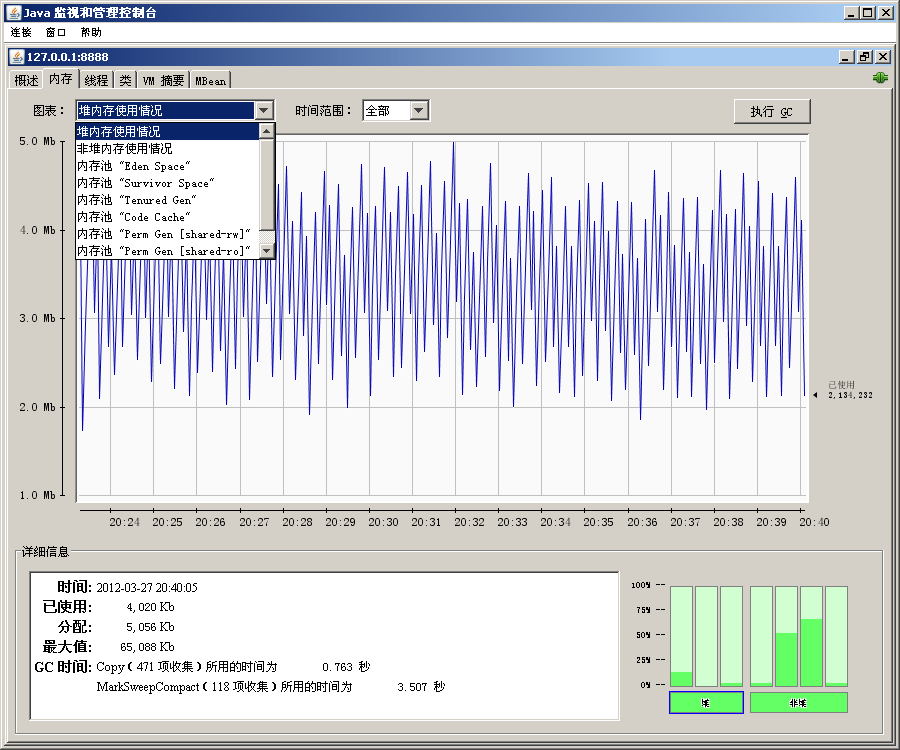 Java 监视和管理控制台
连接 窗口 帮助
127.0.0.1:8888
概述 内存 线程 类 VM 摘要 MBean
图表： 堆内存使用情况 时间范围： 全部 执行 GC
堆内存使用情况
非堆内存使用情况
内存池 "Eden Space"
内存池 "Survivor Space"
内存池 "Tenured Gen"
内存池 "Code Cache"
内存池 "Perm Gen [shared-rw]"
内存池 "Perm Gen [shared-ro]"
5.0 Mb
4.0 Mb
3.0 Mb
2.0 Mb
1.0 Mb
已使用
2,134,232
20:24 20:25 20:26 20:27 20:28 20:29 20:30 20:31 20:32 20:33 20:34 20:35 20:36 20:37 20:38 20:39 20:40
详细信息
时间: 2012-03-27 20:40:05
已使用: 4,020 Kb
分配: 5,056 Kb
最大值: 65,088 Kb
GC 时间: Copy ( 471 项收集 ) 所用的时间为 0.763 秒
MarkSweepCompact ( 118 项收集 ) 所用的时间为 3.507 秒
100% --
75% --
50% --
25% --
0% --
堆 非堆